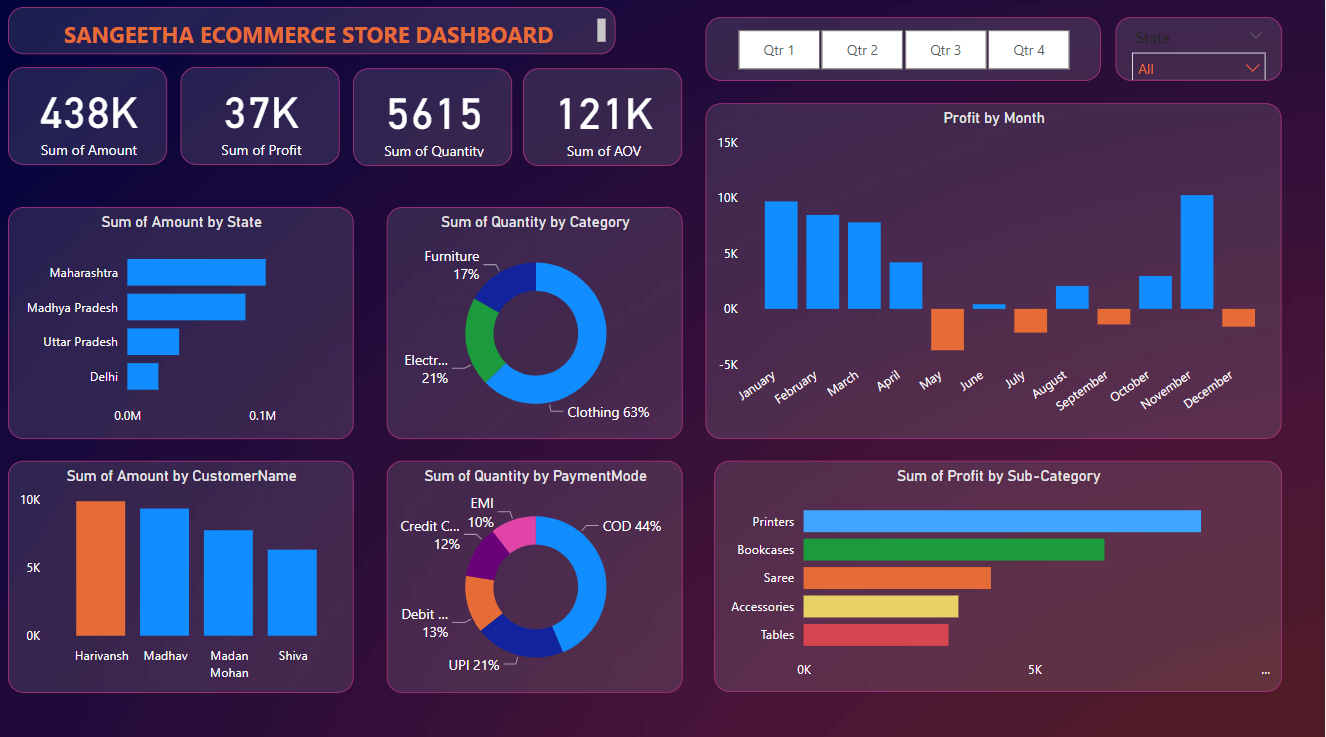 SANGEETHA ECOMMERCE STORE DASHBOARD
Qtr 1
Qtr 2
Qtr 3
Qtr 4
State
All
438K
Sum of Amount
37K
Sum of Profit
5615
Sum of Quantity
121K
Sum of AOV
Profit by Month
15K
10K
5K
0K
-5K
January
February
March
April
May
June
July
August
September
October
November
December
Sum of Amount by State
Maharashtra
Madhya Pradesh
Uttar Pradesh
Delhi
0.0M
0.1M
Sum of Quantity by Category
Furniture
17%
Electr...
21%
Clothing 63%
Sum of Amount by CustomerName
10K
5K
0K
Harivansh
Madhav
Madan
Mohan
Shiva
Sum of Quantity by PaymentMode
EMI
10%
Credit C...
12%
COD 44%
Debit ...
13%
UPI 21%
Sum of Profit by Sub-Category
Printers
Bookcases
Saree
Accessories
Tables
0K
5K
...